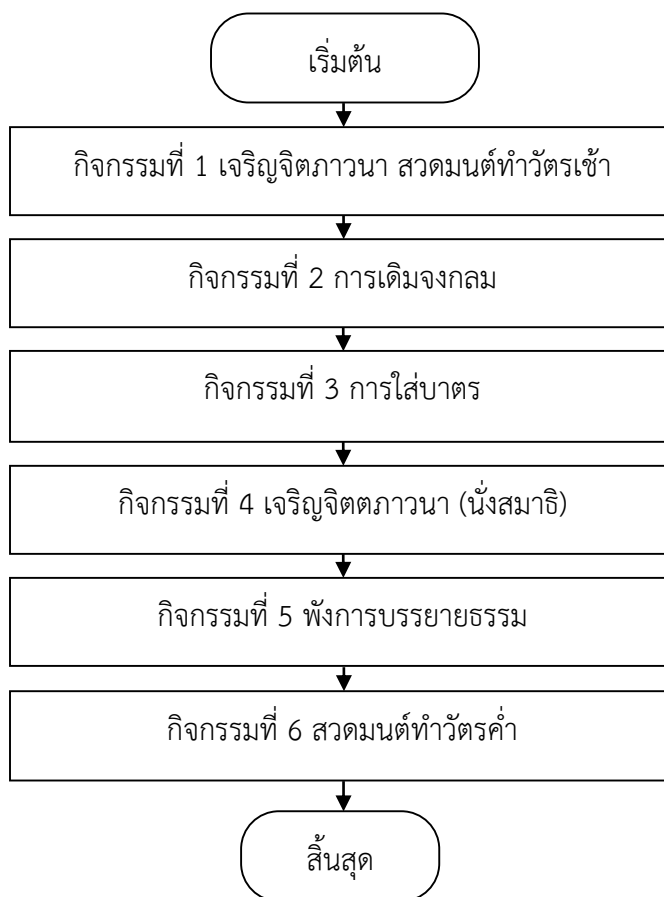 เริ่มต้น
กิจกรรมที่ 1 เจริญจิตภาวนา สวดมนต์ทำวัตรเช้า
กิจกรรมที่ 2 การเดิมจงกลม
กิจกรรมที่ 3 การใส่บาตร
กิจกรรมที่ 4 เจริญจิตตภาวนา (นั่งสมาธิ)
กิจกรรมที่ 5 พังการบรรยายธรรม
กิจกรรมที่ 6 สวดมนต์ทำวัตรค่ำ
สิ้นสุด